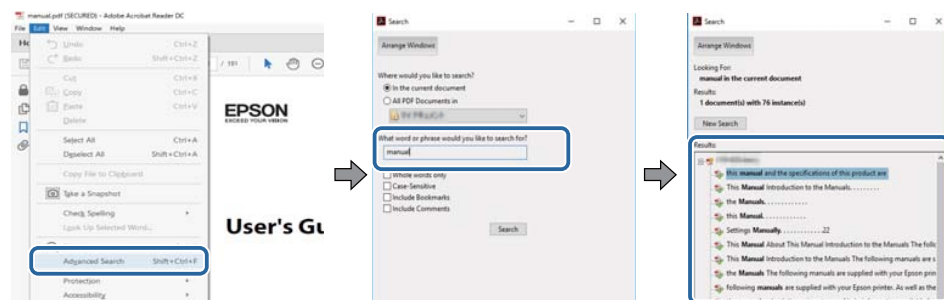 manual.pdf (SECURED) - Adobe Acrobat Reader DC
File Edit View Window Help
Undo Ctrl+Z
Redo Shift+Ctrl+Z
/ 191
Cut Ctrl+X
Copy Ctrl+C
Paste Ctrl+V
Delete
Select All Ctrl+A
Deselect All Shift+Ctrl+A
Copy File to Clipboard
Take a Snapshot
Check Spelling
Look Up Selected Word...
Advanced Search Shift+Ctrl+F
Protection
Accessibility
EPSON
EXCEED YOUR VISION
User's Gu
Search
Arrange Windows
Where would you like to search?
In the current document
All PDF Documents in
What word or phrase would you like to search for?
manual
Whole words only
Case-Sensitive
Include Bookmarks
Include Comments
Search
Search
Arrange Windows
Looking For:
manual in the current document
Results:
1 document(s) with 76 instance(s)
New Search
Results:
this manual and the specifications of this product are
This Manual Introduction to the Manuals.........
the Manuals..............
this Manual.............
Settings Manually............22
This Manual About This Manual Introduction to the Manuals The follo
This Manual Introduction to the Manuals The following manuals are s
the Manuals The following manuals are supplied with your Epson prin
following manuals are supplied with your Epson printer. As well as the